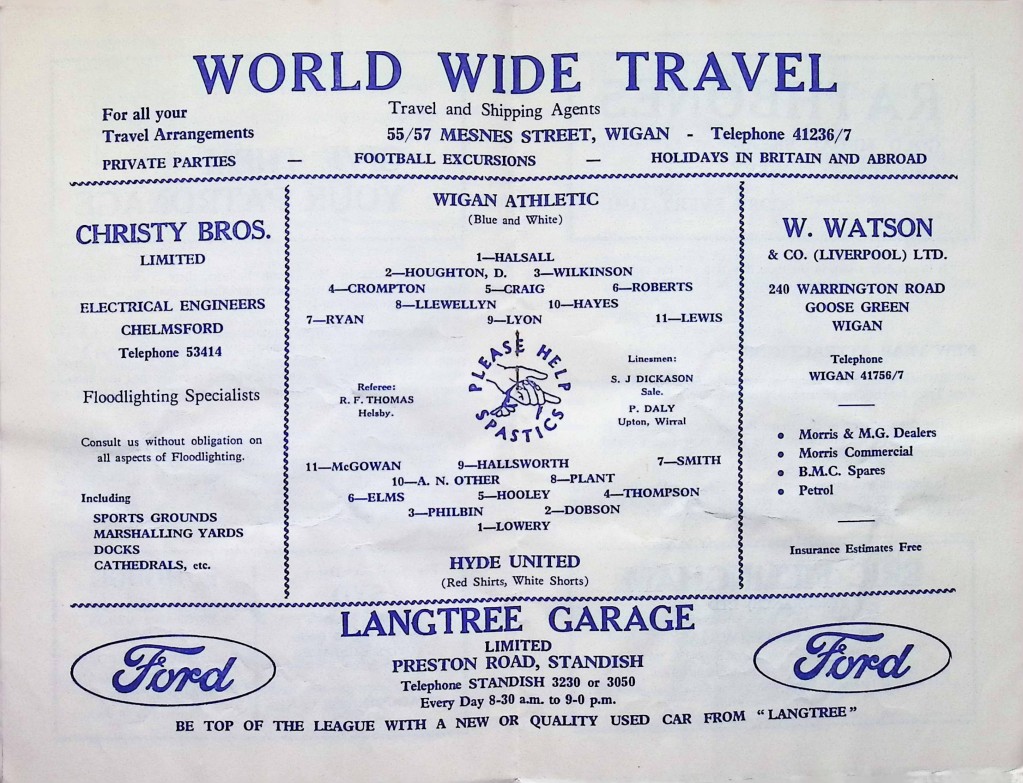 WORLD WIDE TRAVEL
For all your
Travel Arrangements
Travel and Shipping Agents
55/57 MESNES STREET, WIGAN - Telephone 41236/7
PRIVATE PARTIES — FOOTBALL EXCURSIONS — HOLIDAYS IN BRITAIN AND ABROAD
CHRISTY BROS.
LIMITED
ELECTRICAL ENGINEERS
CHELMSFORD
Telephone 53414
Floodlighting Specialists
Consult us without obligation on
all aspects of Floodlighting.
Including
SPORTS GROUNDS
MARSHALLING YARDS
DOCKS
CATHEDRALS, etc.
WIGAN ATHLETIC
(Blue and White)
1—HALSALL
2—HOUGHTON, D. 3—WILKINSON
4—CROMPTON 5—CRAIG 6—ROBERTS
8—LLEWELLYN 10—HAYES
7—RYAN 9—LYON 11—LEWIS
Referee:
R. F. THOMAS
Helsby.
PLEASE HELP
SPASTICS
Linesmen:
S. J DICKASON
Sale.
P. DALY
Upton, Wirral
11—McGOWAN 9—HALLSWORTH 7—SMITH
10—A. N. OTHER 8—PLANT
6—ELMS 5—HOOLEY 4—THOMPSON
3—PHILBIN 2—DOBSON
1—LOWERY
HYDE UNITED
(Red Shirts, White Shorts)
W. WATSON
& CO. (LIVERPOOL) LTD.
240 WARRINGTON ROAD
GOOSE GREEN
WIGAN
Telephone
WIGAN 41756/7
• Morris & M.G. Dealers
• Morris Commercial
• B.M.C. Spares
• Petrol
Insurance Estimates Free
Ford
LANGTREE GARAGE
LIMITED
PRESTON ROAD, STANDISH
Telephone STANDISH 3230 or 3050
Every Day 8-30 a.m. to 9-0 p.m.
Ford
BE TOP OF THE LEAGUE WITH A NEW OR QUALITY USED CAR FROM “LANGTREE”